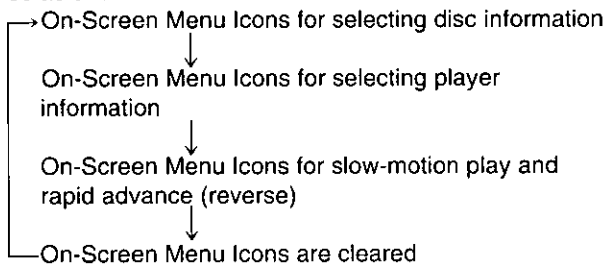 On-Screen Menu Icons for selecting disc information
On-Screen Menu Icons for selecting player
information
On-Screen Menu Icons for slow-motion play and
rapid advance (reverse)
On-Screen Menu Icons are cleared